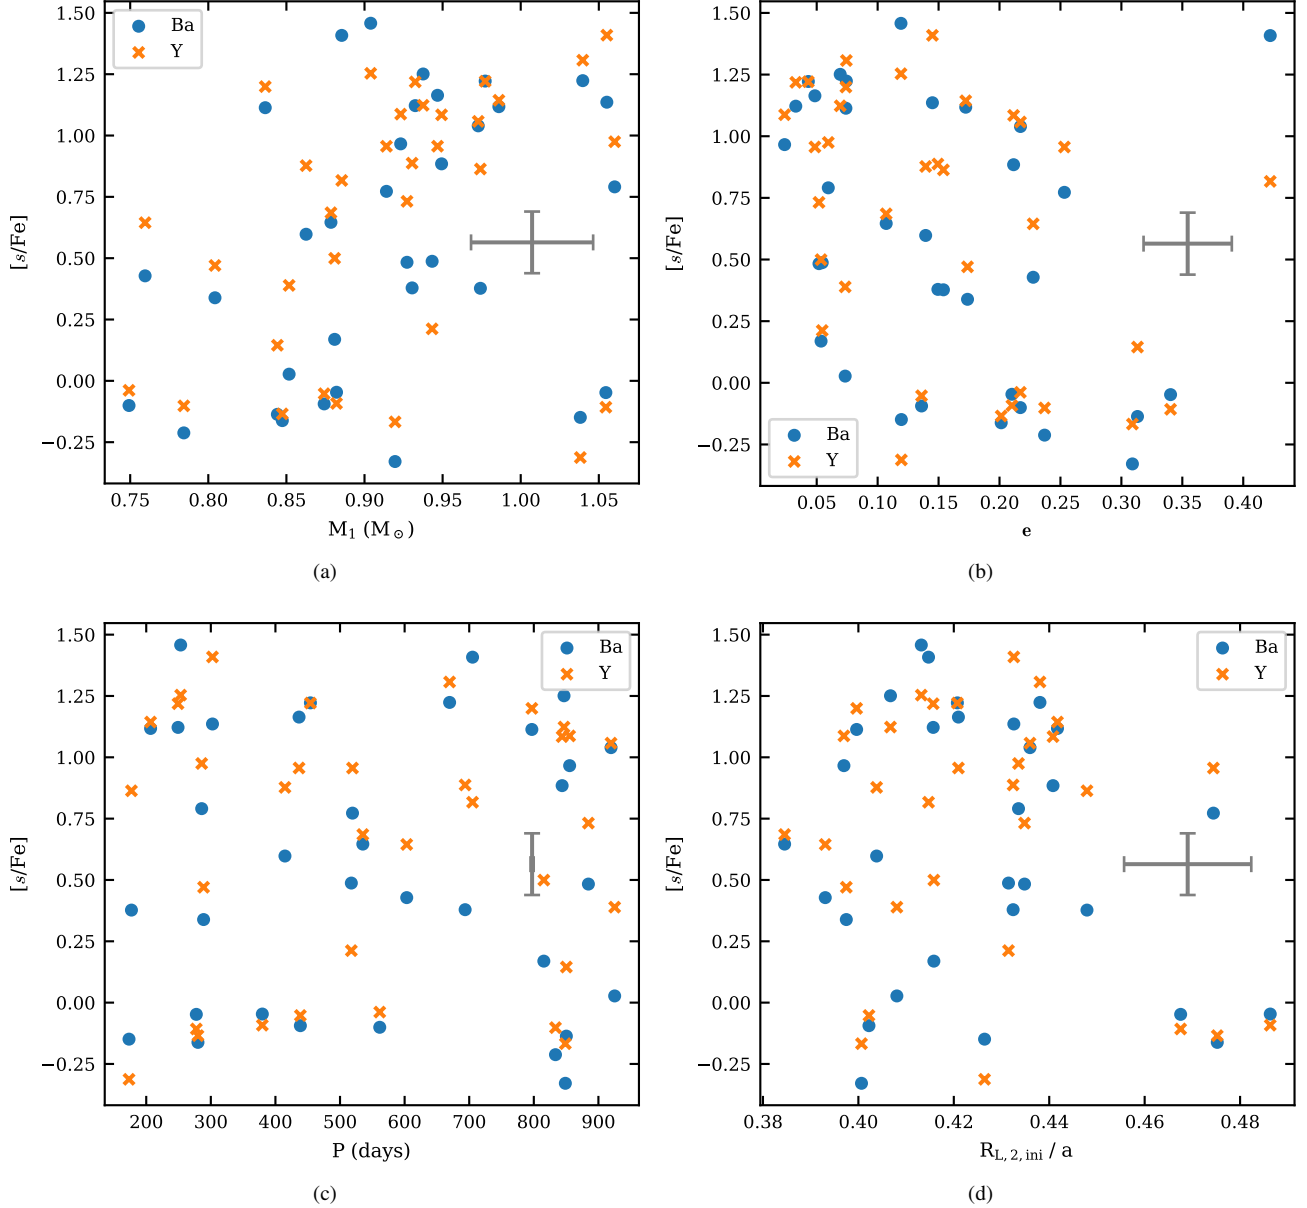 1.50
1.25
1.00
0.75
0.50
0.25
0.00
−0.25
[s/Fe]
Ba
Y
0.75 0.80 0.85 0.90 0.95 1.00 1.05
M₁ (M⊙)
(a)
1.50
1.25
1.00
0.75
0.50
0.25
0.00
−0.25
[s/Fe]
Ba
Y
0.05 0.10 0.15 0.20 0.25 0.30 0.35 0.40
e
(b)
1.50
1.25
1.00
0.75
0.50
0.25
0.00
−0.25
[s/Fe]
Ba
Y
200 300 400 500 600 700 800 900
P (days)
(c)
1.50
1.25
1.00
0.75
0.50
0.25
0.00
−0.25
[s/Fe]
Ba
Y
0.38 0.40 0.42 0.44 0.46 0.48
R_L, 2, ini / a
(d)